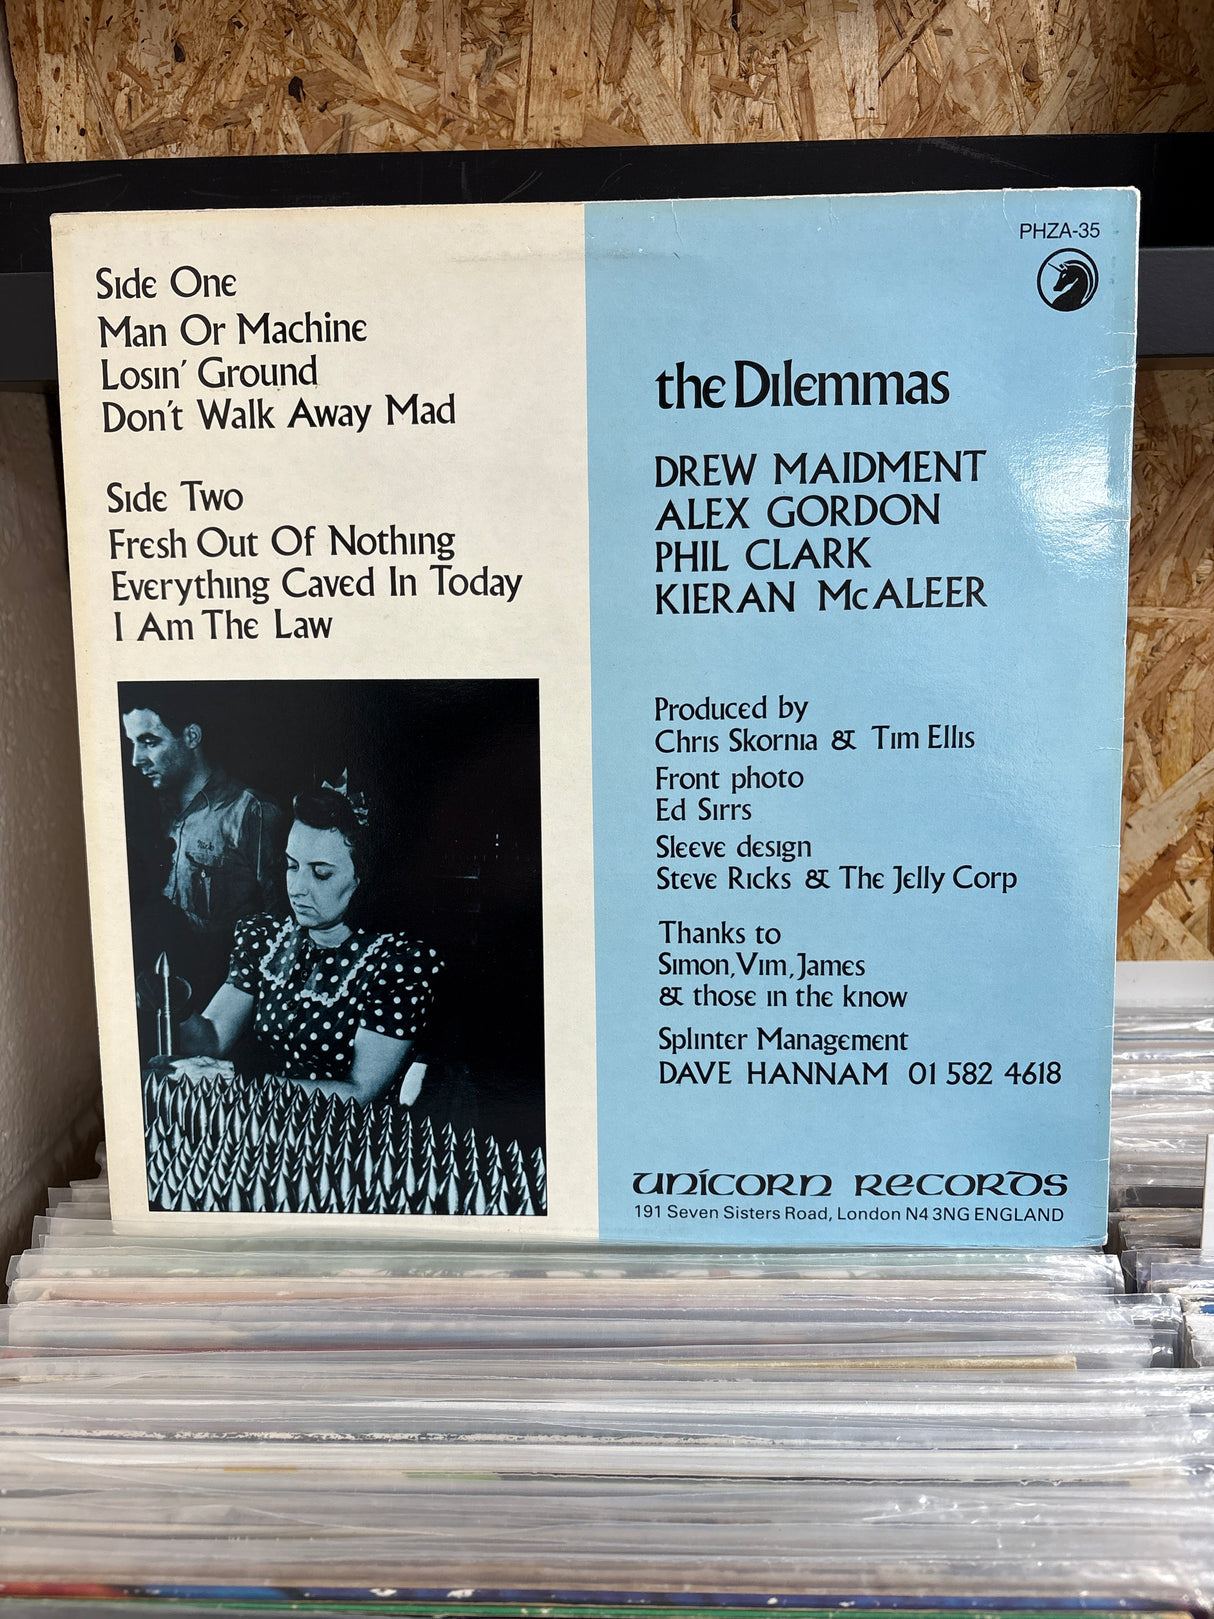 Side One
Man Or Machine
Losin' Ground
Don't Walk Away Mad
Side Two
Fresh Out Of Nothing
Everything Caved In Today
I Am The Law
PHZA-35
the Dilemmas
DREW MAIDMENT
ALEX GORDON
PHIL CLARK
KIERAN McALEER
Produced by
Chris Skornia & Tim Ellis
Front photo
Ed Sirrs
Sleeve design
Steve Ricks & The Jelly Corp
Thanks to
Simon, Vim, James
& those in the know
Splinter Management
DAVE HANNAM 01 582 4618
UNICORN RECORDS
191 Seven Sisters Road, London N4 3NG ENGLAND